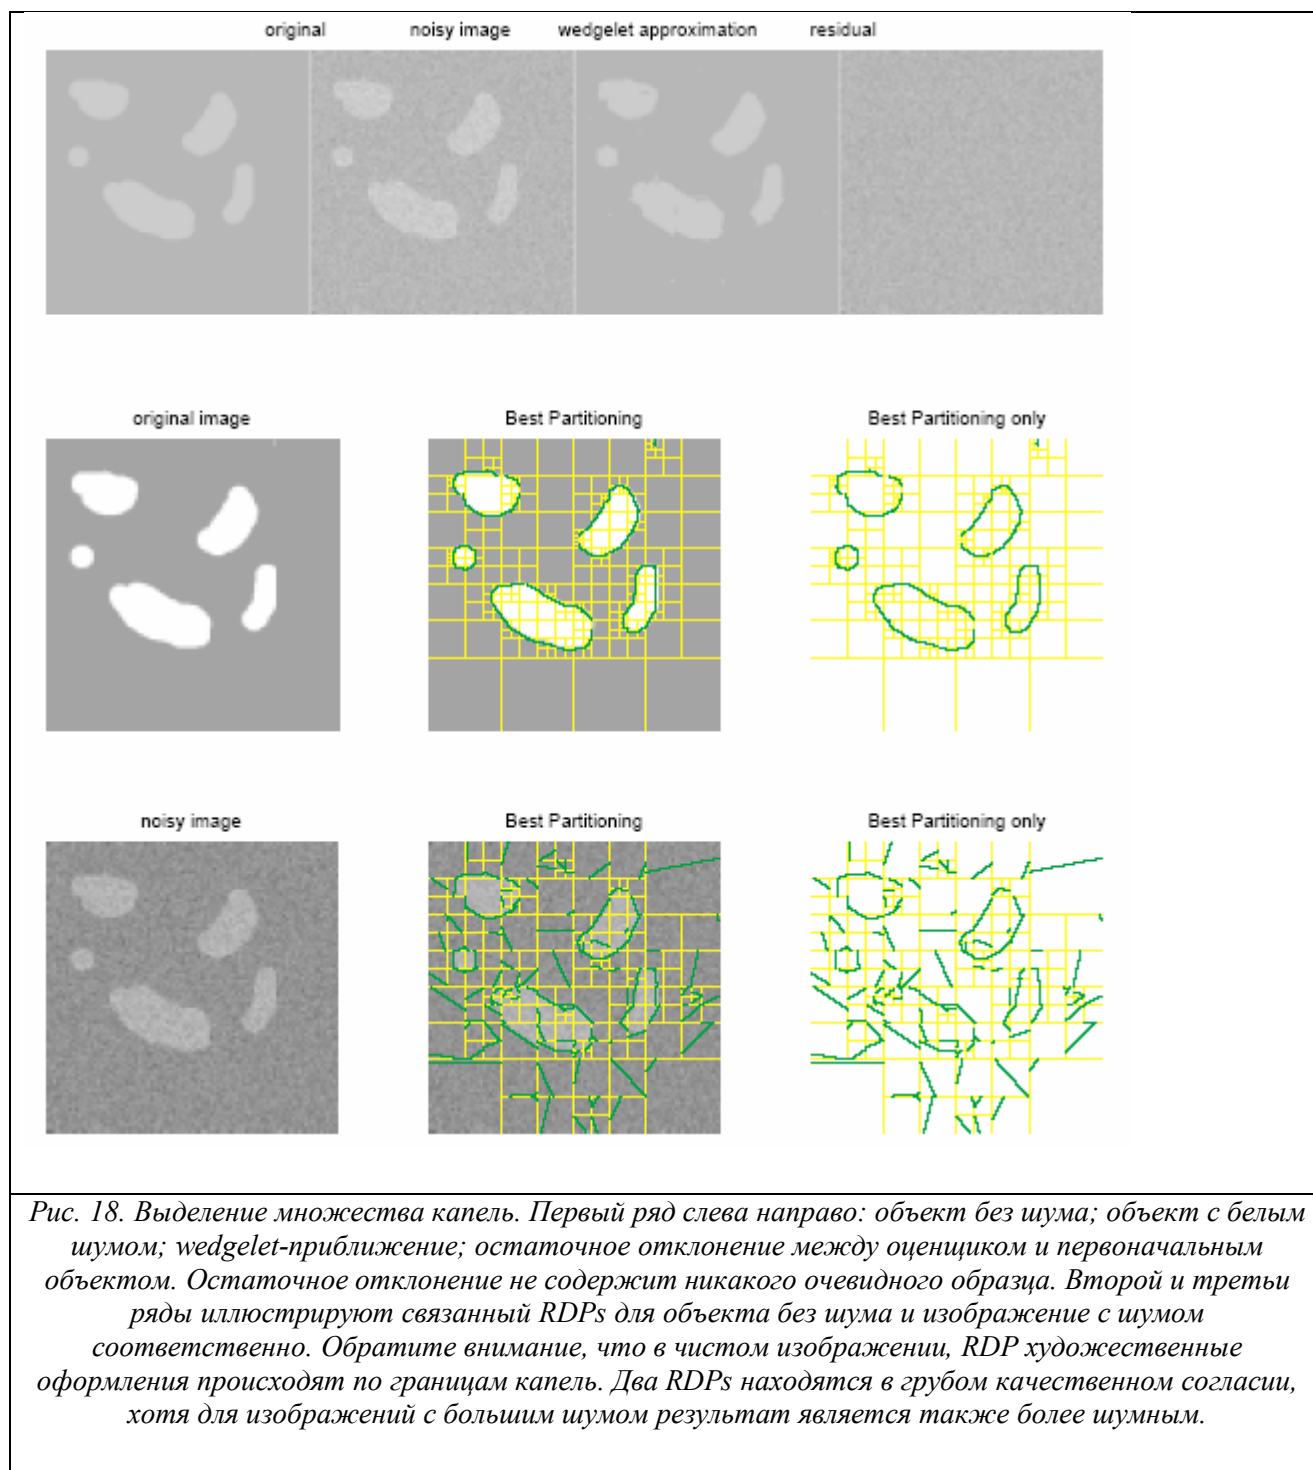 original noisy image wedgelet approximation residual
original image Best Partitioning Best Partitioning only
noisy image Best Partitioning Best Partitioning only
Рис. 18. Выделение множества капель. Первый ряд слева направо: объект без шума; объект с белым
шумом; wedgelet-приближение; остаточное отклонение между оценщиком и первоначальным
объектом. Остаточное отклонение не содержит никакого очевидного образца. Второй и третьи
ряды иллюстрируют связанный RDPs для объекта без шума и изображение с шумом
соответственно. Обратите внимание, что в чистом изображении, RDP художественные
оформления происходят по границам капель. Два RDPs находятся в грубом качественном согласии,
хотя для изображений с большим шумом результат является также более шумным.